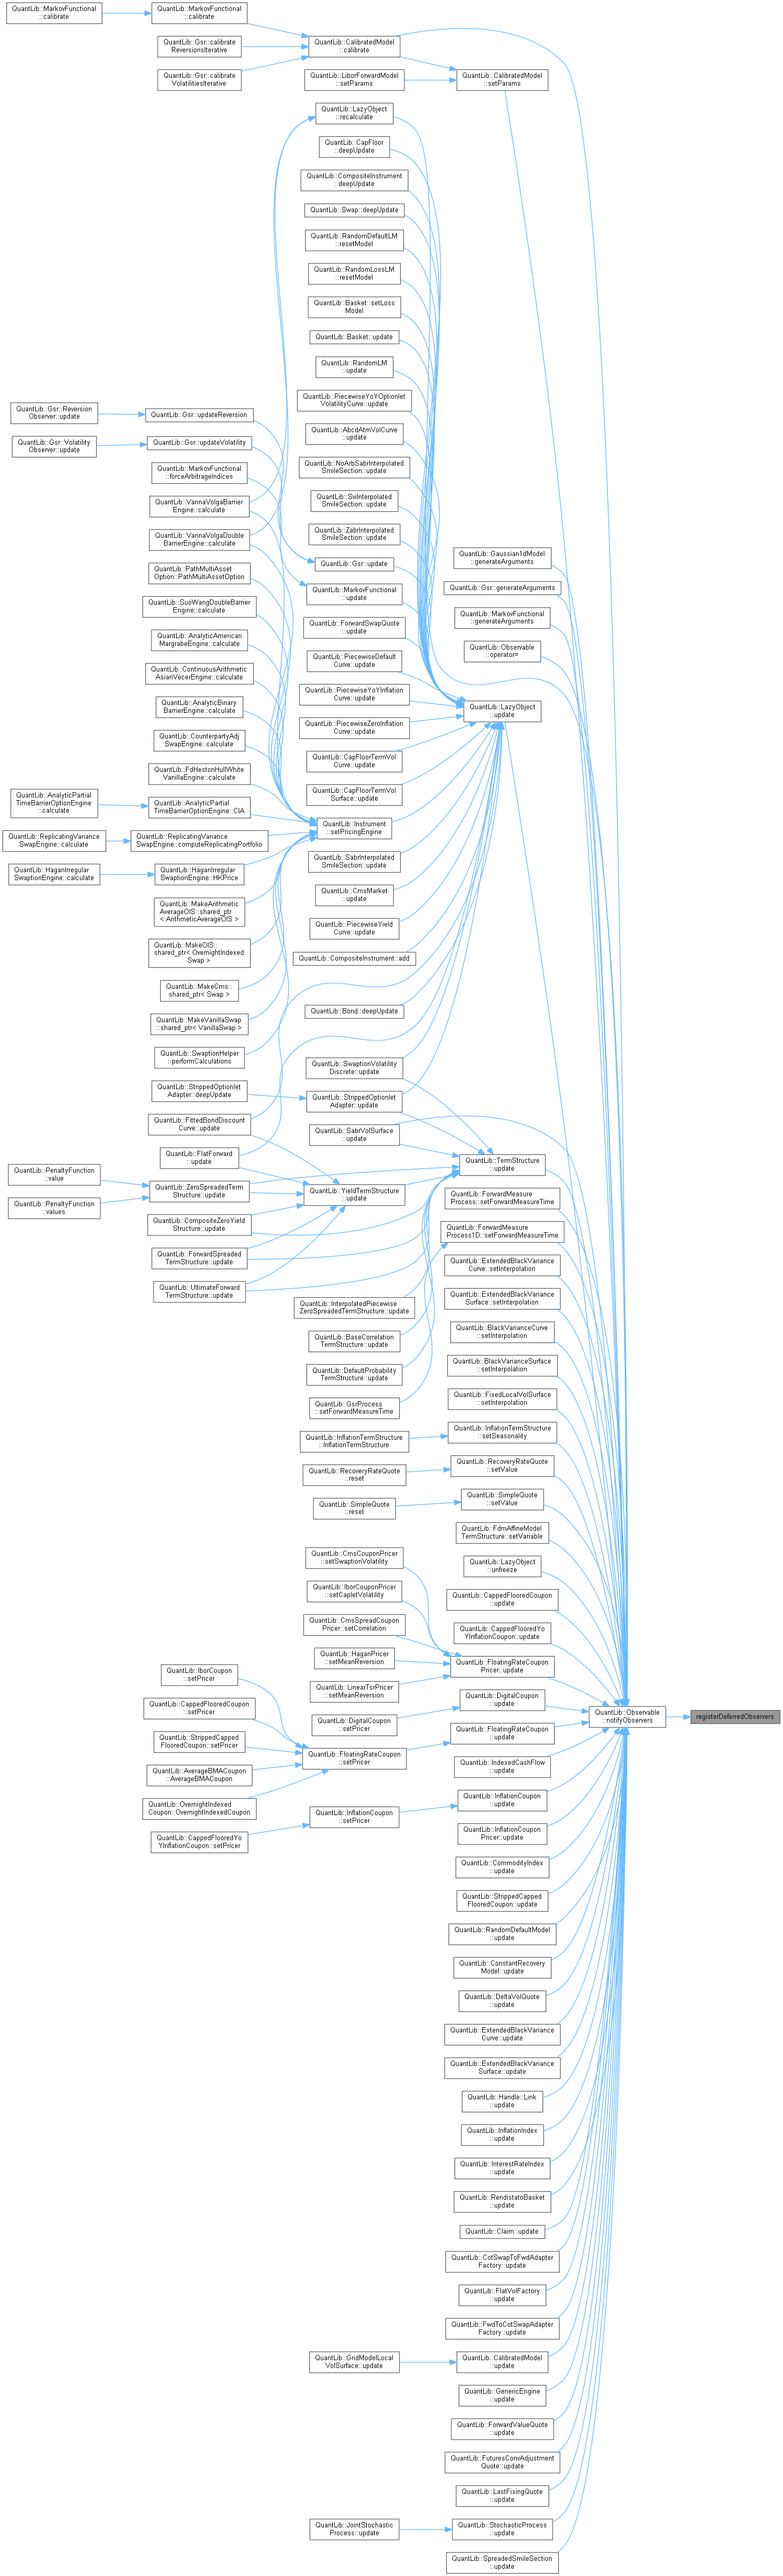 QuantLib::MarkovFunctional
::calibrate
QuantLib::MarkovFunctional
::calibrate
QuantLib::Gsr::calibrate
ReversionsIterative
QuantLib::CalibratedModel
::calibrate
QuantLib::Gsr::calibrate
VolatilitiesIterative
QuantLib::LiborForwardModel
::setParams
QuantLib::CalibratedModel
::setParams
QuantLib::LazyObject
::recalculate
QuantLib::CapFloor
::deepUpdate
QuantLib::CompositeInstrument
::deepUpdate
QuantLib::Swap::deepUpdate
QuantLib::RandomDefaultLM
::resetModel
QuantLib::RandomLossLM
::resetModel
QuantLib::Basket::setLoss
Model
QuantLib::Basket::update
QuantLib::RandomLM
::update
QuantLib::PiecewiseYoYOptionlet
VolatilityCurve::update
QuantLib::Gsr::Reversion
Observer::update
QuantLib::Gsr::updateReversion
QuantLib::AbcdAtmVolCurve
::update
QuantLib::Gsr::Volatility
Observer::update
QuantLib::Gsr::updateVolatility
QuantLib::NoArbSabrInterpolated
SmileSection::update
QuantLib::MarkovFunctional
::forceArbitrageIndices
QuantLib::SviInterpolated
SmileSection::update
QuantLib::VannaVolgaBarrier
Engine::calculate
QuantLib::ZabrInterpolated
SmileSection::update
QuantLib::VannaVolgaDouble
BarrierEngine::calculate
QuantLib::Gsr::update
QuantLib::Gaussian1dModel
::generateArguments
QuantLib::PathMultiAsset
Option::PathMultiAssetOption
QuantLib::MarkovFunctional
::update
QuantLib::Gsr::generateArguments
QuantLib::SuoWangDoubleBarrier
Engine::calculate
QuantLib::ForwardSwapQuote
::update
QuantLib::MarkovFunctional
::generateArguments
QuantLib::AnalyticAmerican
MargrabeEngine::calculate
QuantLib::PiecewiseDefault
Curve::update
QuantLib::Observable
::operator=
QuantLib::ContinuousArithmetic
AsianVecerEngine::calculate
QuantLib::PiecewiseYoYInflation
Curve::update
QuantLib::AnalyticBinary
BarrierEngine::calculate
QuantLib::PiecewiseZeroInflation
Curve::update
QuantLib::LazyObject
::update
QuantLib::CounterpartyAdj
SwapEngine::calculate
QuantLib::CapFloorTermVol
Curve::update
QuantLib::FdHestonHullWhite
VanillaEngine::calculate
QuantLib::CapFloorTermVol
Surface::update
QuantLib::AnalyticPartial
TimeBarrierOptionEngine
::calculate
QuantLib::AnalyticPartial
TimeBarrierOptionEngine::CIA
QuantLib::Instrument
::setPricingEngine
QuantLib::ReplicatingVariance
SwapEngine::calculate
QuantLib::ReplicatingVariance
SwapEngine::computeReplicatingPortfolio
QuantLib::SabrInterpolated
SmileSection::update
QuantLib::HaganIrregular
SwaptionEngine::calculate
QuantLib::HaganIrregular
SwaptionEngine::HKPrice
QuantLib::CmsMarket
::update
QuantLib::MakeArithmetic
AverageOIS::shared_ptr
< ArithmeticAverageOIS >
QuantLib::PiecewiseYield
Curve::update
QuantLib::MakeOIS::
shared_ptr< OvernightIndexed
Swap >
QuantLib::CompositeInstrument::add
QuantLib::MakeCms::
shared_ptr< Swap >
QuantLib::Bond::deepUpdate
QuantLib::MakeVanillaSwap
::shared_ptr< VanillaSwap >
QuantLib::SwaptionHelper
::performCalculations
QuantLib::SwaptionVolatility
Discrete::update
QuantLib::StrippedOptionlet
Adapter::deepUpdate
QuantLib::StrippedOptionlet
Adapter::update
QuantLib::FittedBondDiscount
Curve::update
QuantLib::SabrVolSurface
::update
QuantLib::FlatForward
::update
QuantLib::TermStructure
::update
QuantLib::PenaltyFunction
::value
QuantLib::ZeroSpreadedTerm
Structure::update
QuantLib::YieldTermStructure
::update
QuantLib::ForwardMeasure
Process::setForwardMeasureTime
QuantLib::PenaltyFunction
::values
QuantLib::CompositeZeroYield
Structure::update
QuantLib::ForwardMeasure
Process1D::setForwardMeasureTime
QuantLib::ForwardSpreaded
TermStructure::update
QuantLib::ExtendedBlackVariance
Curve::setInterpolation
QuantLib::UltimateForward
TermStructure::update
QuantLib::InterpolatedPiecewise
ZeroSpreadedTermStructure::update
QuantLib::ExtendedBlackVariance
Surface::setInterpolation
QuantLib::BaseCorrelation
TermStructure::update
QuantLib::BlackVarianceCurve
::setInterpolation
QuantLib::DefaultProbability
TermStructure::update
QuantLib::BlackVarianceSurface
::setInterpolation
QuantLib::GsrProcess
::setForwardMeasureTime
QuantLib::FixedLocalVolSurface
::setInterpolation
QuantLib::InflationTermStructure
::InflationTermStructure
QuantLib::InflationTermStructure
::setSeasonality
QuantLib::RecoveryRateQuote
::reset
QuantLib::RecoveryRateQuote
::setValue
QuantLib::SimpleQuote
::reset
QuantLib::SimpleQuote
::setValue
QuantLib::FdmAffineModel
TermStructure::setVariable
QuantLib::CmsCouponPricer
::setSwaptionVolatility
QuantLib::LazyObject
::unfreeze
QuantLib::IborCouponPricer
::setCapletVolatility
QuantLib::CappedFlooredCoupon
::update
QuantLib::CmsSpreadCoupon
Pricer::setCorrelation
QuantLib::CappedFlooredYo
YInflationCoupon::update
QuantLib::HaganPricer
::setMeanReversion
QuantLib::FloatingRateCoupon
Pricer::update
QuantLib::IborCoupon
::setPricer
QuantLib::LinearTsrPricer
::setMeanReversion
QuantLib::DigitalCoupon
::update
QuantLib::CappedFlooredCoupon
::setPricer
QuantLib::DigitalCoupon
::setPricer
QuantLib::Observable
::notifyObservers
registerDeferredObservers
QuantLib::StrippedCapped
FlooredCoupon::setPricer
QuantLib::FloatingRateCoupon
::setPricer
QuantLib::FloatingRateCoupon
::update
QuantLib::AverageBMACoupon
::AverageBMACoupon
QuantLib::IndexedCashFlow
::update
QuantLib::OvernightIndexed
Coupon::OvernightIndexedCoupon
QuantLib::InflationCoupon
::setPricer
QuantLib::InflationCoupon
::update
QuantLib::CappedFlooredYo
YInflationCoupon::setPricer
QuantLib::InflationCoupon
Pricer::update
QuantLib::CommodityIndex
::update
QuantLib::StrippedCapped
FlooredCoupon::update
QuantLib::RandomDefaultModel
::update
QuantLib::ConstantRecovery
Model::update
QuantLib::DeltaVolQuote
::update
QuantLib::ExtendedBlackVariance
Curve::update
QuantLib::ExtendedBlackVariance
Surface::update
QuantLib::Handle::Link
::update
QuantLib::InflationIndex
::update
QuantLib::InterestRateIndex
::update
QuantLib::RendistatoBasket
::update
QuantLib::Claim::update
QuantLib::CotSwapToFwdAdapter
Factory::update
QuantLib::FlatVolFactory
::update
QuantLib::FwdToCotSwapAdapter
Factory::update
QuantLib::GridModelLocal
VolSurface::update
QuantLib::CalibratedModel
::update
QuantLib::GenericEngine
::update
QuantLib::ForwardValueQuote
::update
QuantLib::FuturesConvAdjustment
Quote::update
QuantLib::LastFixingQuote
::update
QuantLib::JointStochastic
Process::update
QuantLib::StochasticProcess
::update
QuantLib::SpreadedSmileSection
::update